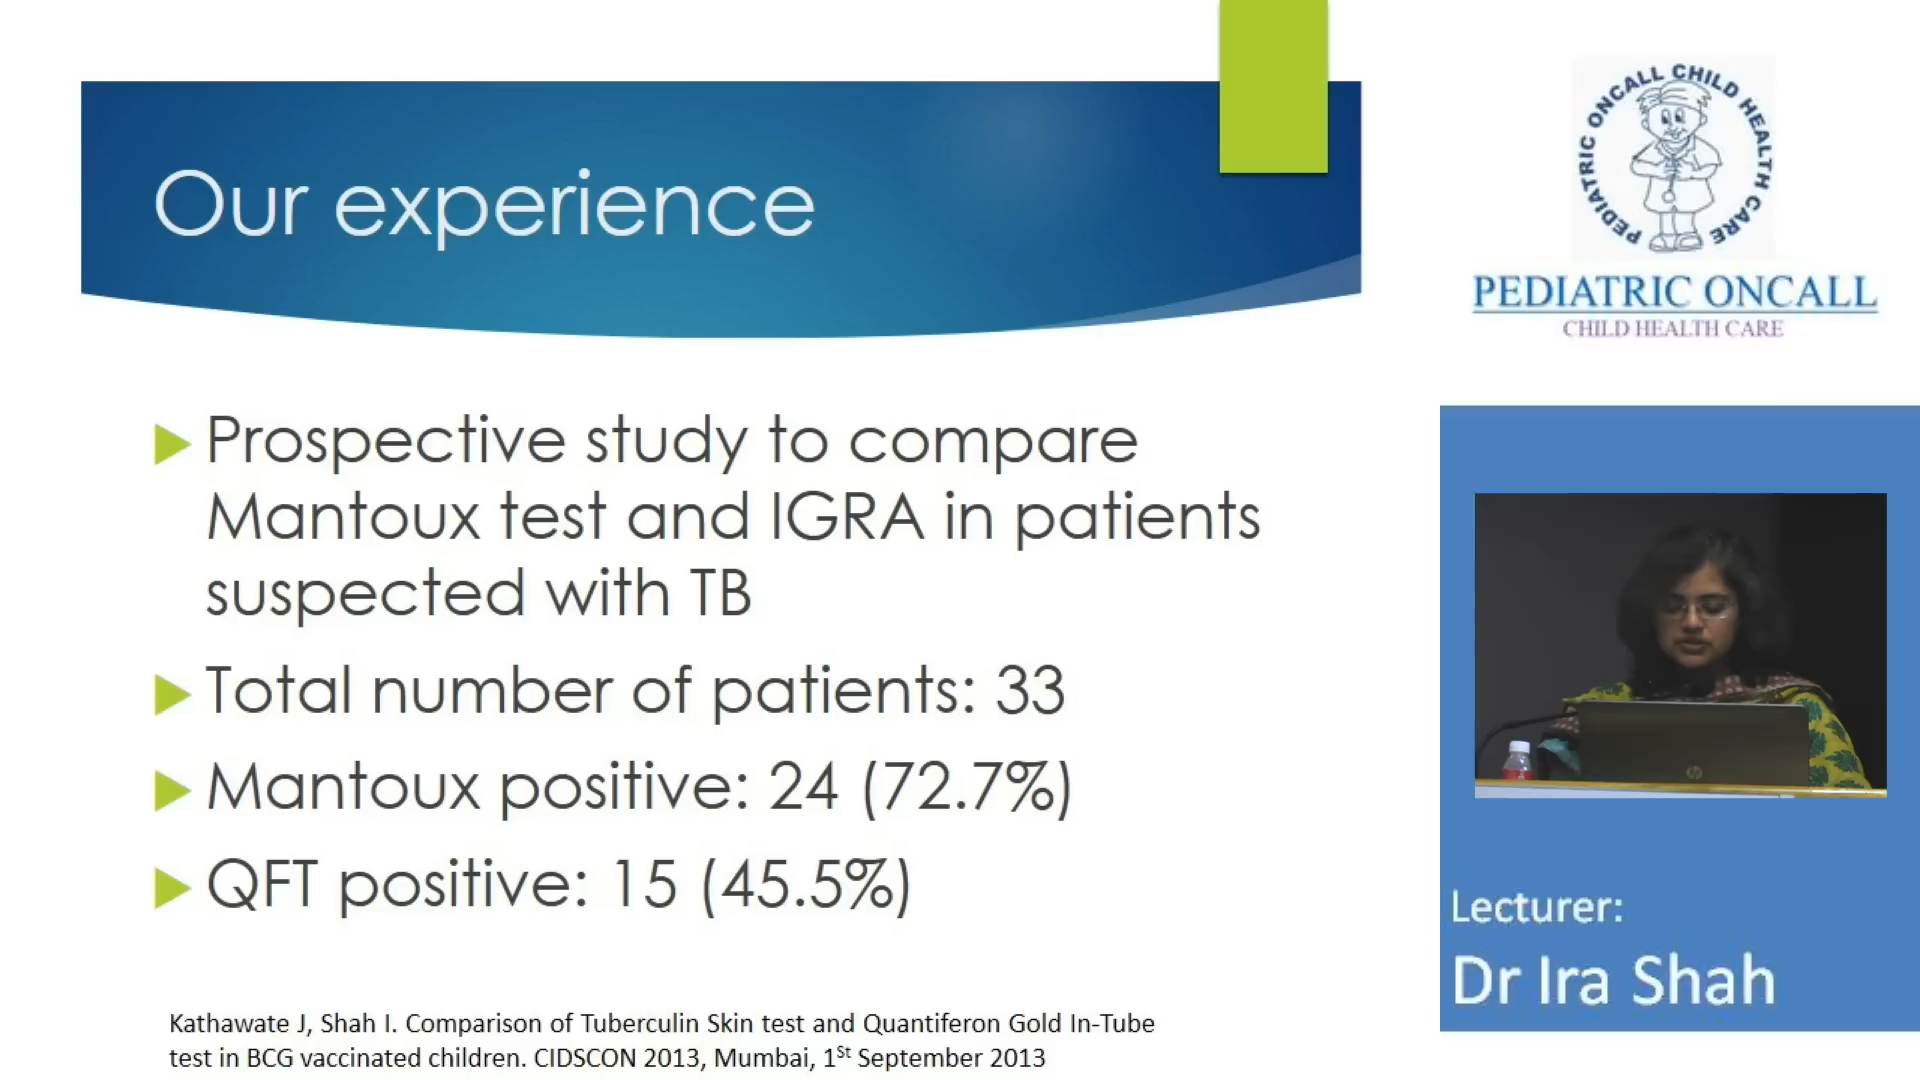 Our experience
Prospective study to compare
Mantoux test and IGRA in patients
suspected with TB
Total number of patients: 33
Mantoux positive: 24 (72.7%)
QFT positive: 15 (45.5%)
Kathawate J, Shah I. Comparison of Tuberculin Skin test and Quantiferon Gold In-Tube
test in BCG vaccinated children. CIDSCON 2013, Mumbai, 1St September 2013
PEDIATRIC ONCALL CHILD HEALTH CARE
PEDIATRIC ONCALL
CHILD HEALTH CARE
hp
Lecturer:
Dr Ira Shah